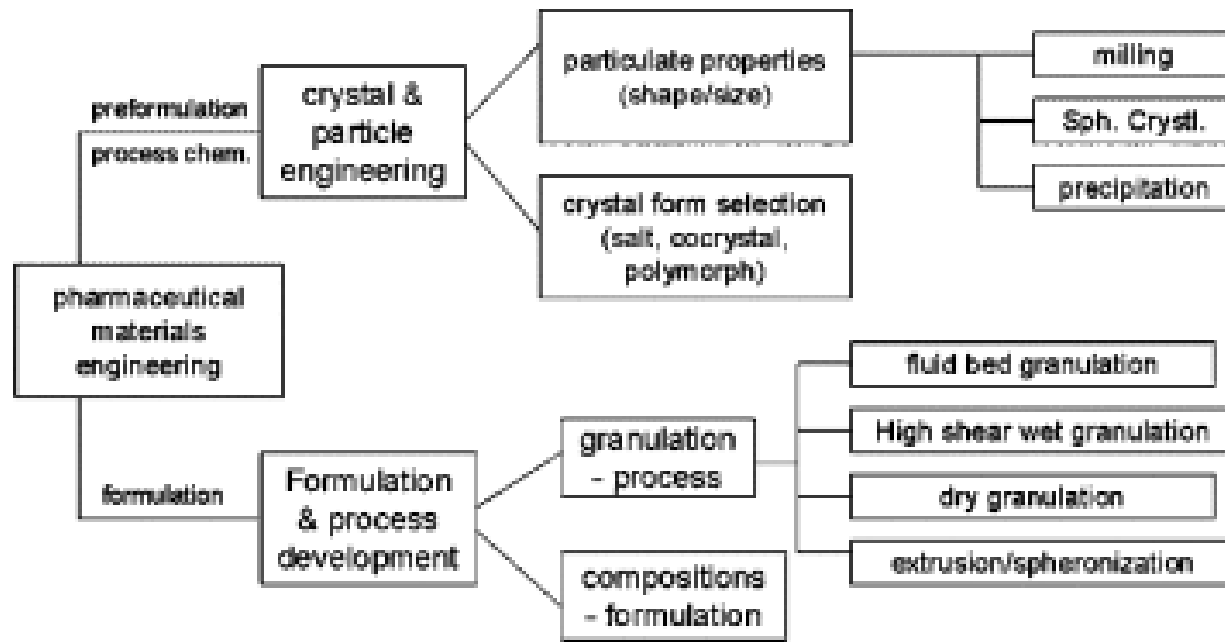 preformulation
process chem.
crystal &
particle
engineering
particulate properties
(shape/size)
milling
Sph. Crystl.
precipitation
crystal form selection
(salt, cocrystal,
polymorph)
pharmaceutical
materials
engineering
formulation
Formulation
& process
development
granulation
– process
fluid bed granulation
High shear wet granulation
dry granulation
extrusion/spheronization
compositions
– formulation